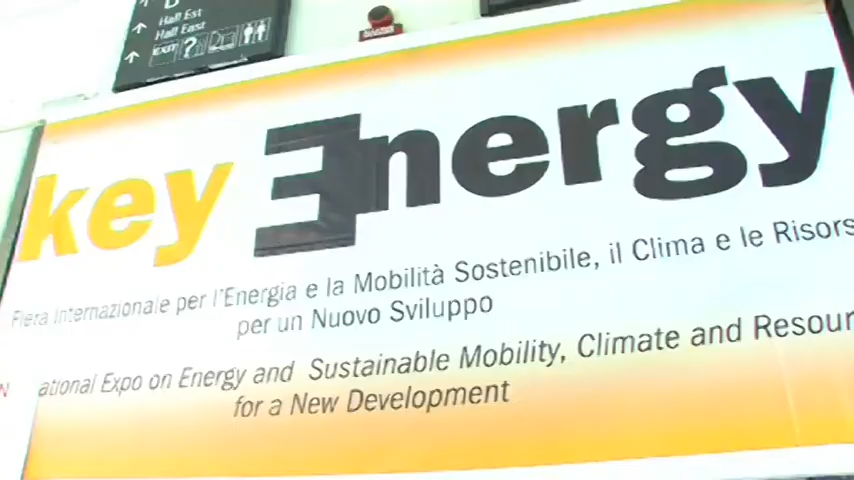 D
Hall Est
Hall East
EXIT ?
key Energy
Fiera Internazionale per l'Energia e la Mobilità Sostenibile, il Clima e le Risors
per un Nuovo Sviluppo
ational Expo on Energy and Sustainable Mobility, Climate and Resour
for a New Development
N